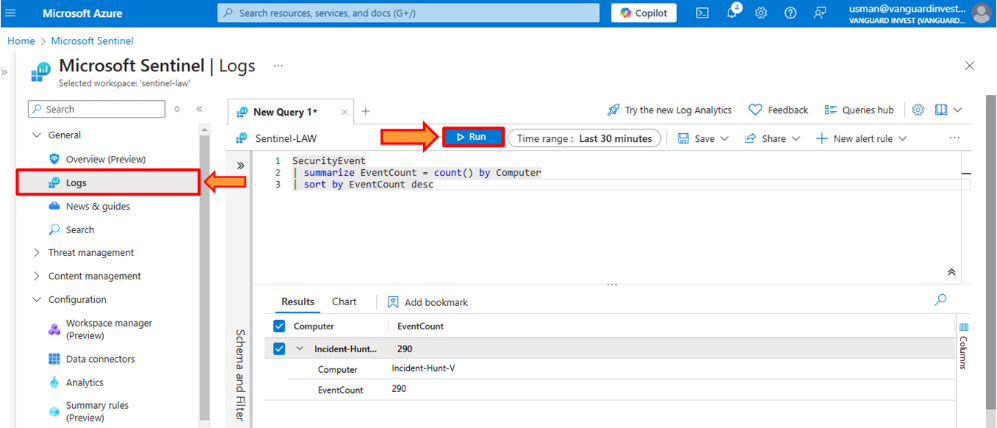 Microsoft Azure
Search resources, services, and docs (G+/)
Copilot
4
usman@vanguardinvest...
VANGUARD INVEST (VANGUARD...
Home > Microsoft Sentinel
Microsoft Sentinel | Logs ...
Selected workspace: 'sentinel-law'
Search
General
Overview (Preview)
Logs
News & guides
Search
Threat management
Content management
Configuration
Workspace manager
(Preview)
Data connectors
Analytics
Summary rules
(Preview)
New Query 1*
Try the new Log Analytics
Feedback
Queries hub
Sentinel-LAW
Run
Time range : Last 30 minutes
Save
Share
New alert rule
...
1 SecurityEvent
2 | summarize EventCount = count() by Computer
3 | sort by EventCount desc
Schema and Filter
Results
Chart
Add bookmark
Computer EventCount
Incident-Hunt... 290
Computer Incident-Hunt-V
EventCount 290
Columns